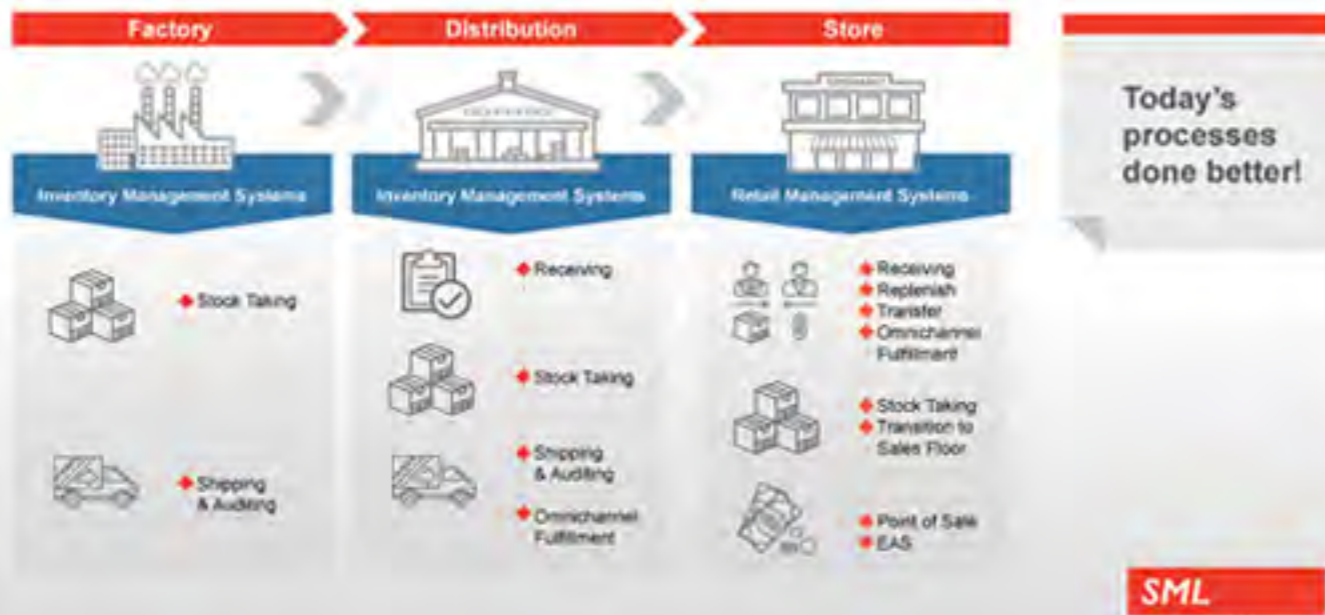 Factory
Distribution
Store
Inventory Management Systems
Inventory Management Systems
Retail Management Systems
Stock Taking
Shipping
& Auditing
Receiving
Stock Taking
Shipping
& Auditing
Omnichannel
Fulfillment
Receiving
Replenish
Transfer
Omnichannel
Fulfillment
Stock Taking
Transition to
Sales Floor
Point of Sale
EAS
Today's
processes
done better!
SML